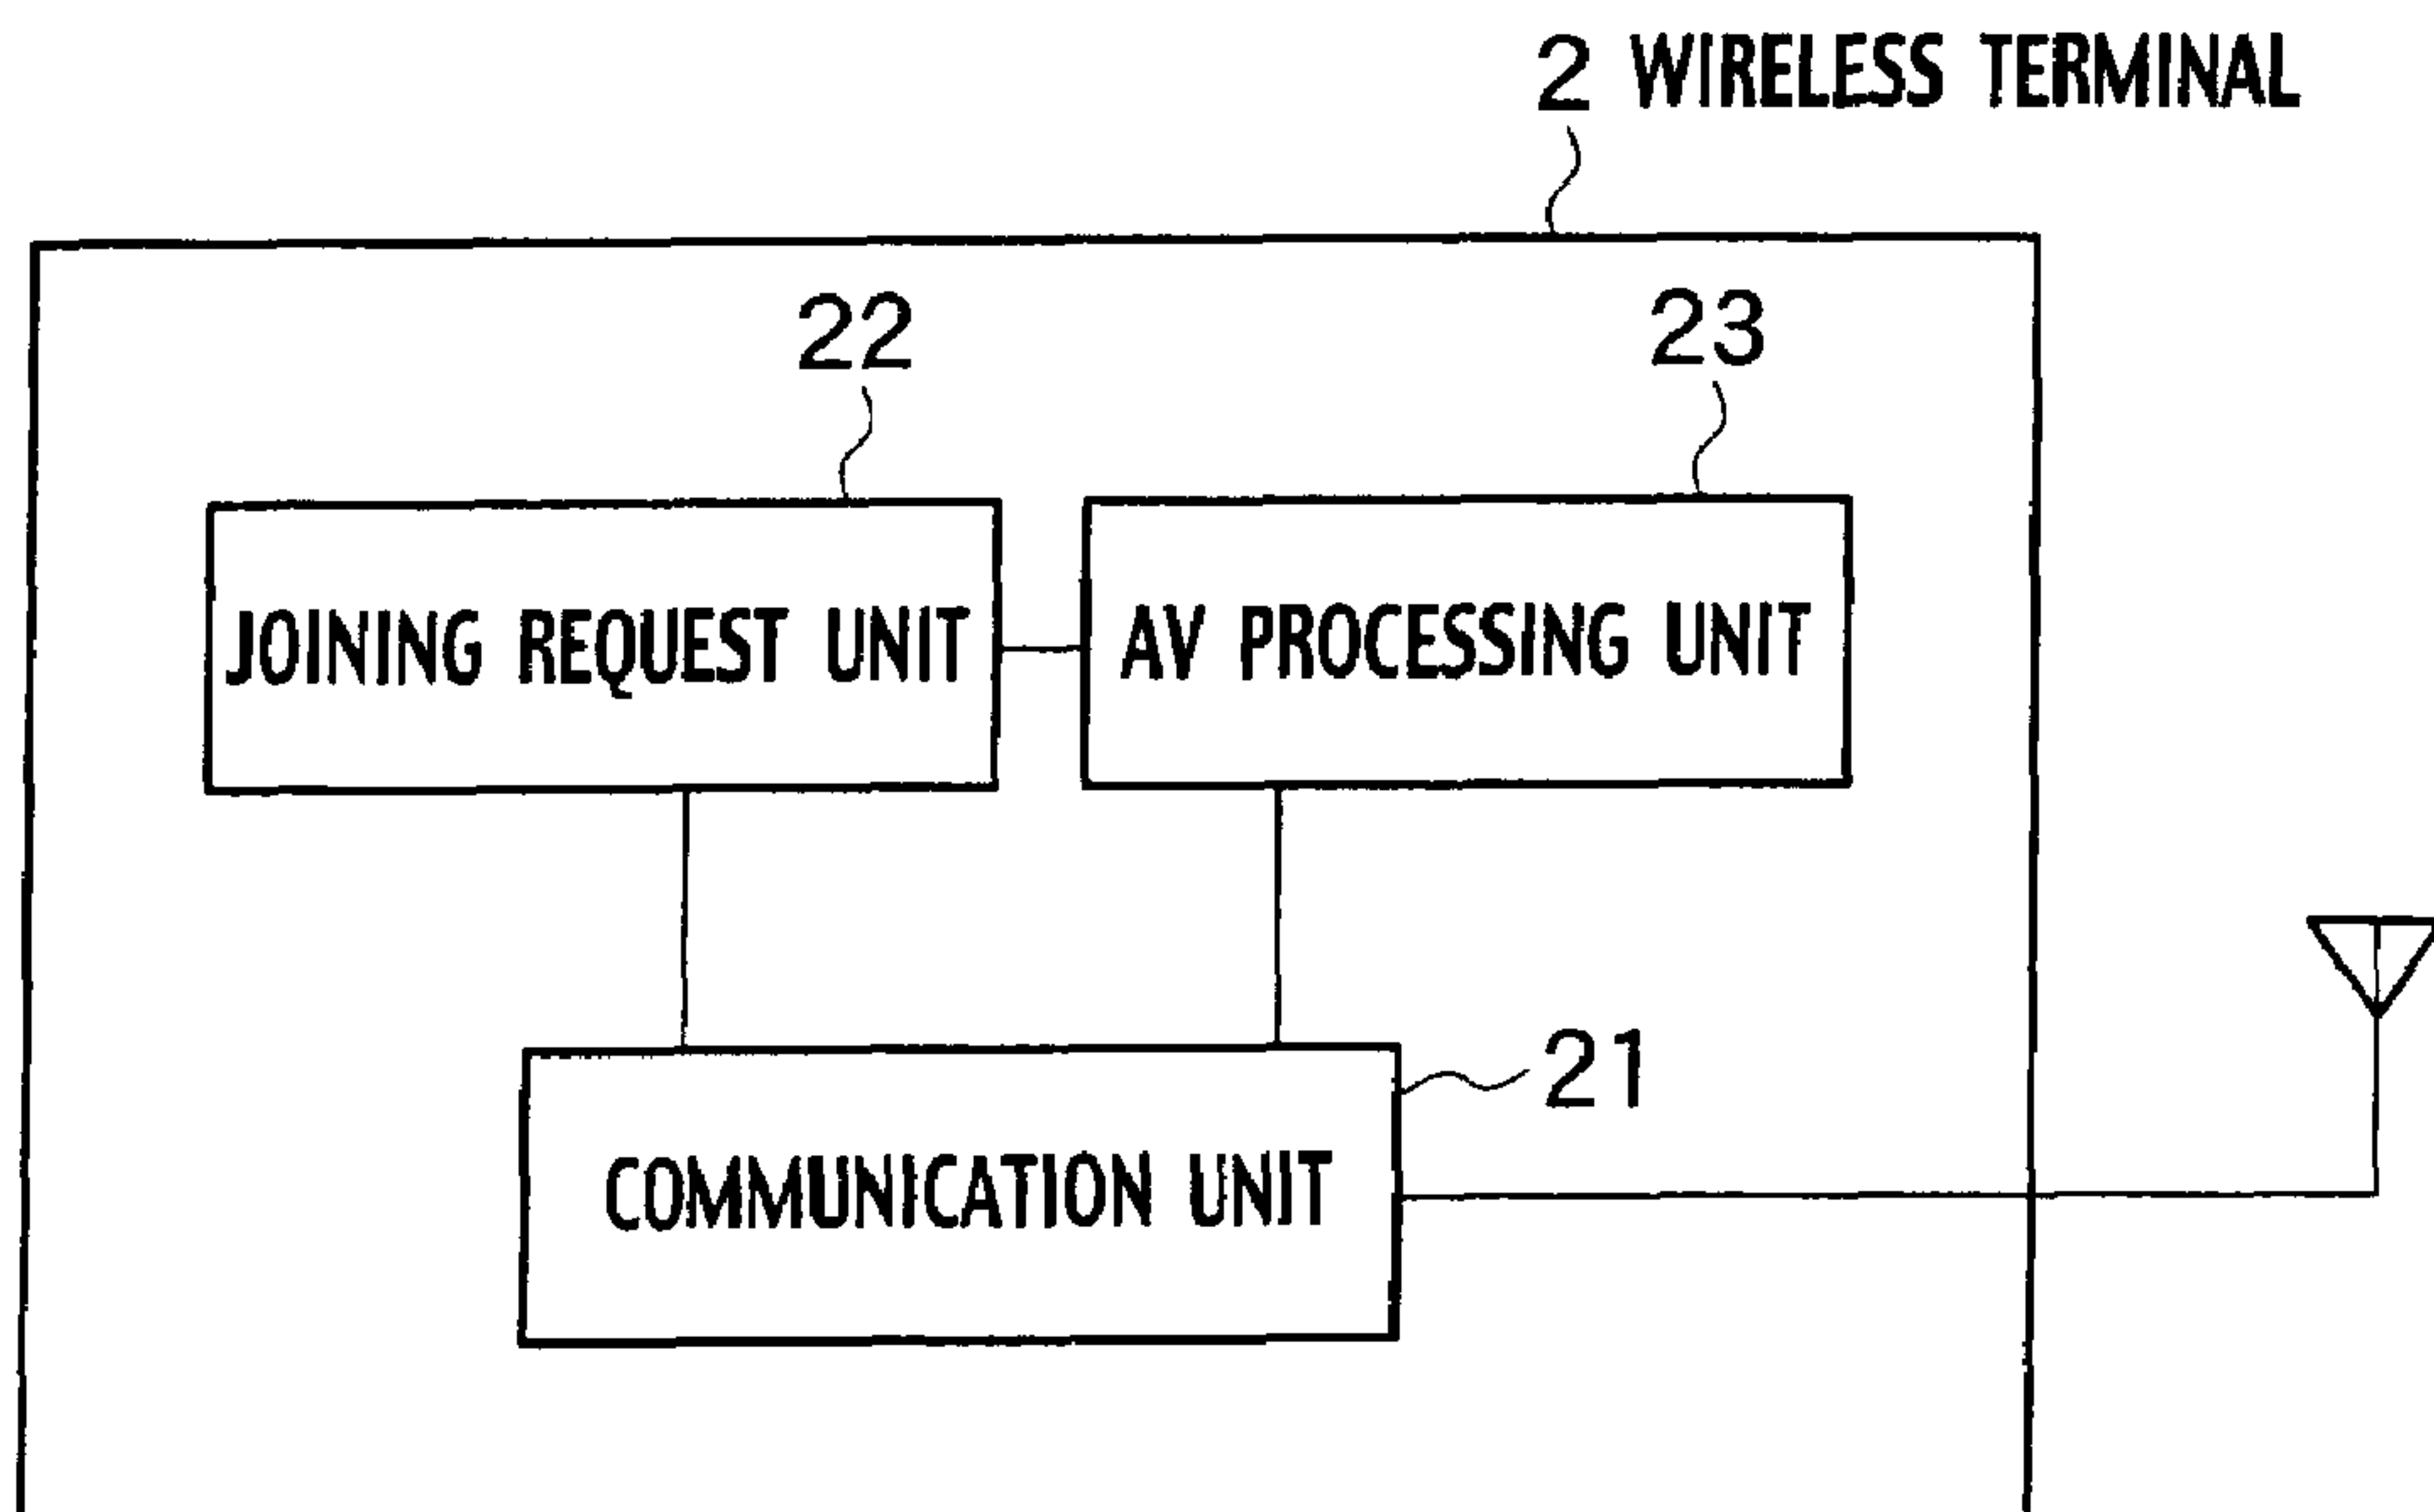 2 WIRELESS TERMINAL
22
23
JOINING REQUEST UNIT
AV PROCESSING UNIT
21
COMMUNICATION UNIT